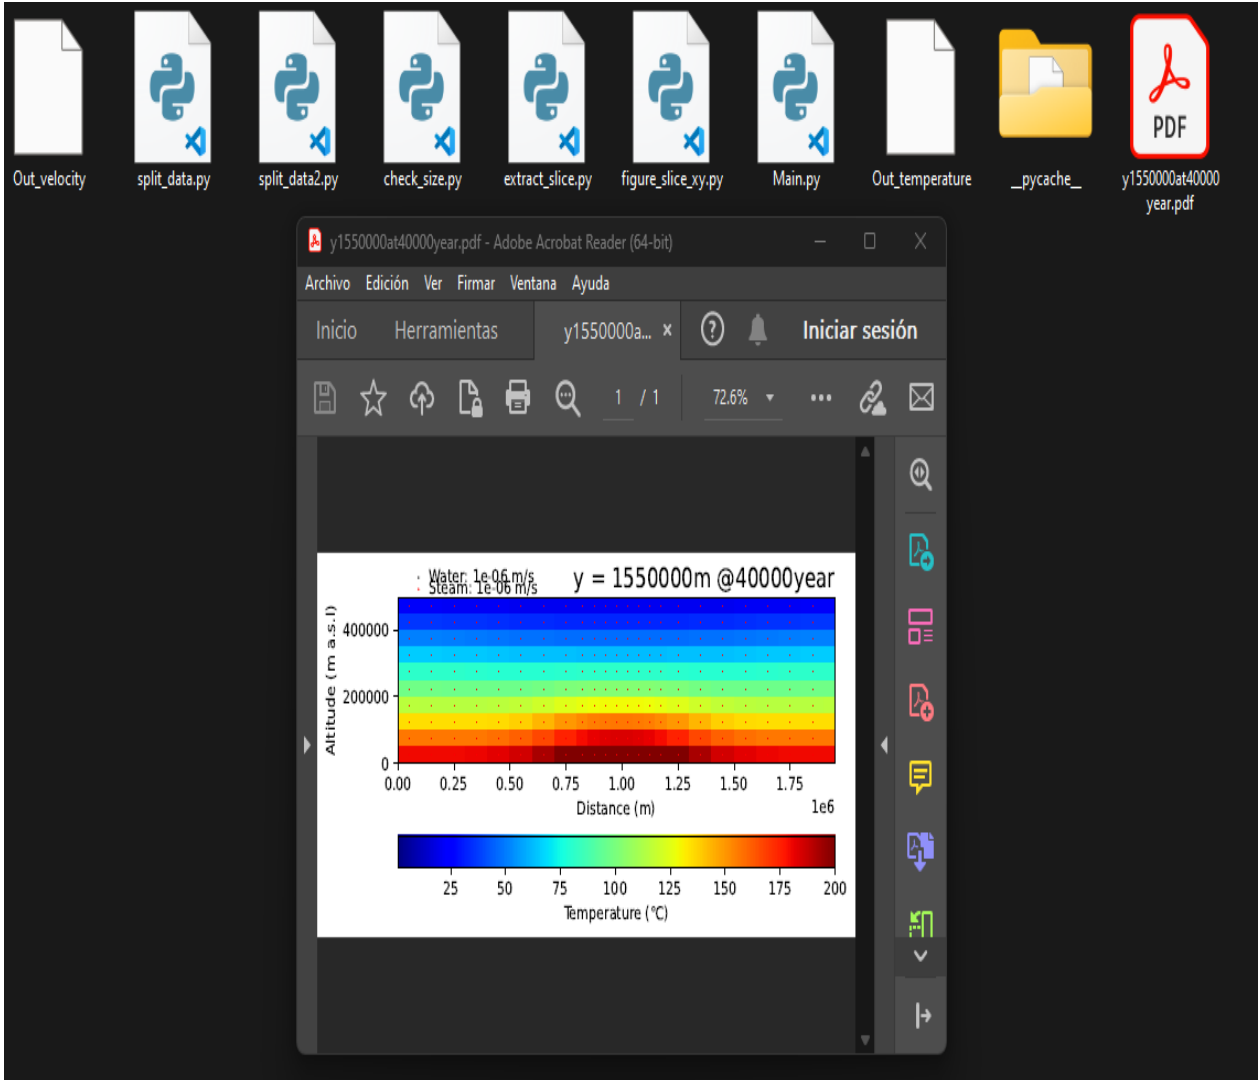 Out_velocity
split_data.py
split_data2.py
check_size.py
extract_slice.py
figure_slice_xy.py
Main.py
Out_temperature
__pycache__
PDF
y1550000at40000
year.pdf
y1550000at40000year.pdf - Adobe Acrobat Reader (64-bit)
Archivo Edición Ver Firmar Ventana Ayuda
Inicio Herramientas y1550000a... × Iniciar sesión
1 / 1 72.6%
Water: 1e-06 m/s
Steam: 1e-06 m/s
y = 1550000m @40000year
Altitude (m a.s.l)
400000
200000
0
0.00 0.25 0.50 0.75 1.00 1.25 1.50 1.75
1e6
Distance (m)
25 50 75 100 125 150 175 200
Temperature (℃)